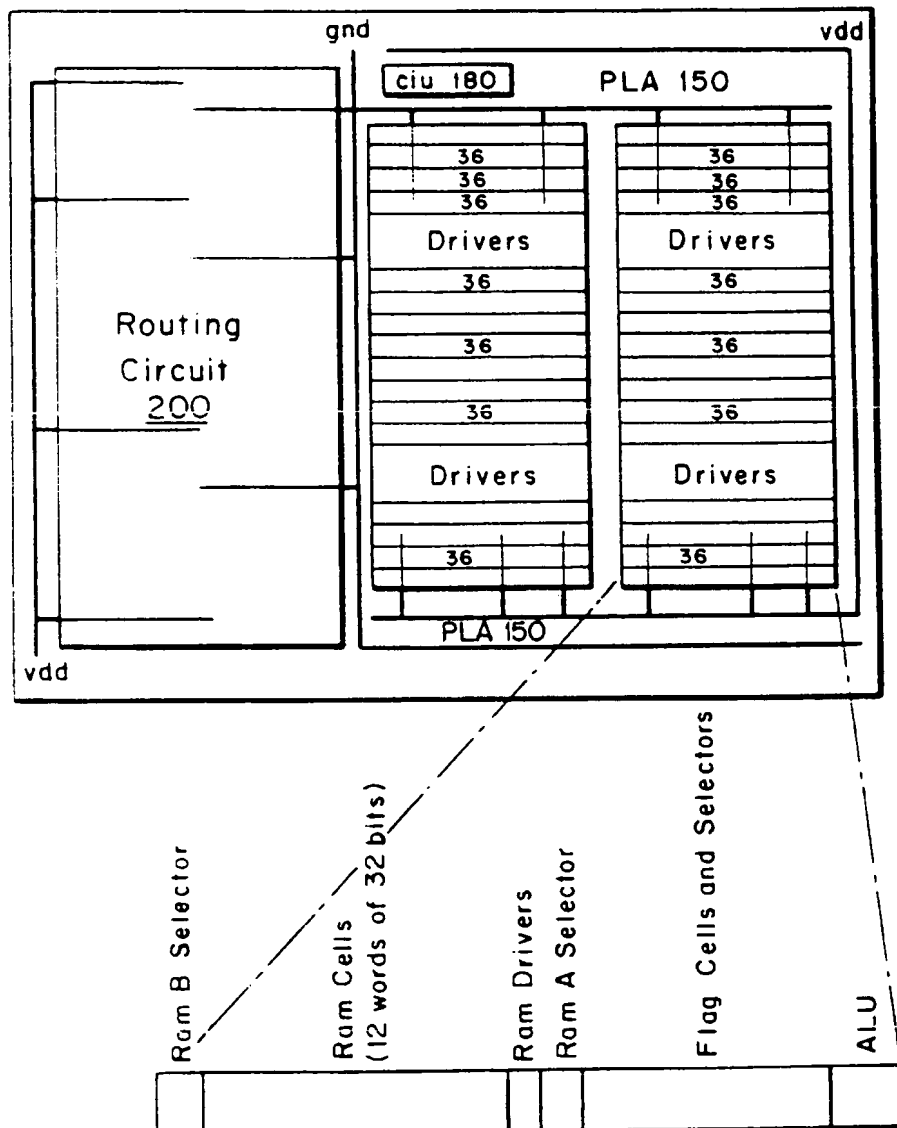 gnd
vdd
ciu 180
PLA 150
36
36
36
36
36
36
Drivers
Drivers
36
36
Routing
Circuit
200
36
36
36
36
Drivers
Drivers
36
36
PLA 150
vdd
Ram B Selector
Ram Cells
(12 words of 32 bits)
Ram Drivers
Ram A Selector
Flag Cells and Selectors
ALU